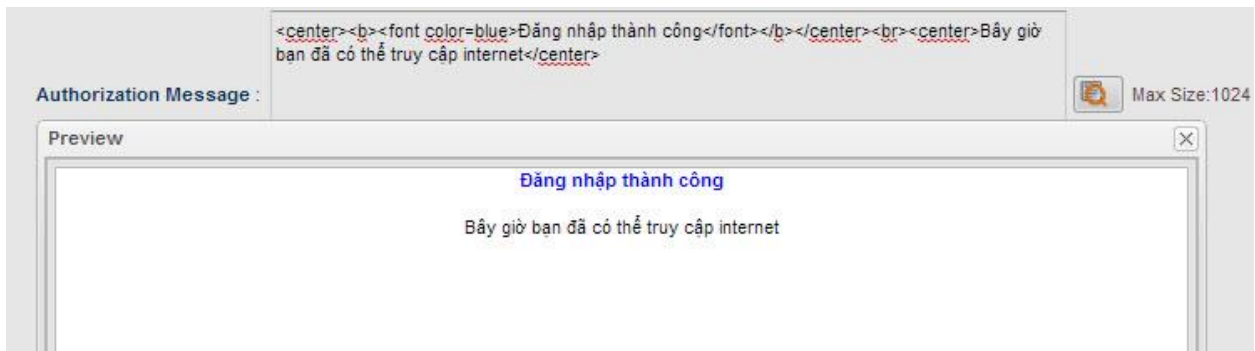 <center><b><font color=blue>Đăng nhập thành công</font></b></center><br><center>Bây giờ
bạn đã có thể truy cập internet</center>
Authorization Message :
Max Size:1024
Preview
Đăng nhập thành công
Bây giờ bạn đã có thể truy cập internet